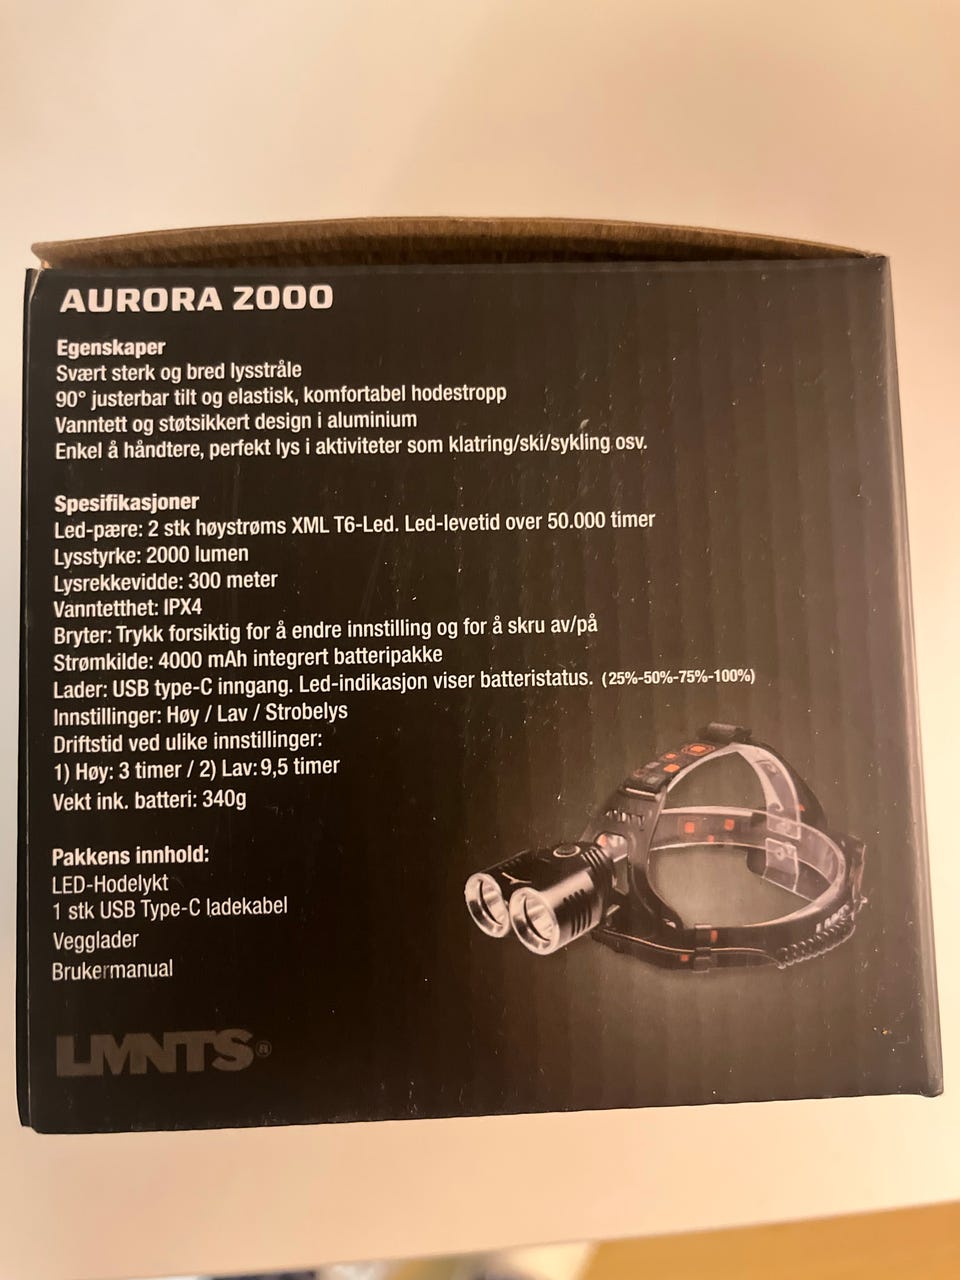 AURORA 2000
Egenskaper
Svært sterk og bred lysstråle
90° justerbar tilt og elastisk, komfortabel hodestropp
Vanntett og støtsikkert design i aluminium
Enkel å håndtere, perfekt lys i aktiviteter som klatring/ski/sykling osv.
Spesifikasjoner
Led-pære: 2 stk høystrøms XML T6-Led. Led-levetid over 50.000 timer
Lysstyrke: 2000 lumen
Lysrekkevidde: 300 meter
Vanntetthet: IPX4
Bryter: Trykk forsiktig for å endre innstilling og for å skru av/på
Strømkilde: 4000 mAh integrert batteripakke
Lader: USB type-C inngang. Led-indikasjon viser batteristatus. (25%-50%-75%-100%)
Innstillinger: Høy / Lav / Strobelys
Driftstid ved ulike innstillinger:
1) Høy: 3 timer / 2) Lav: 9,5 timer
Vekt ink. batteri: 340g
Pakkens innhold:
LED-Hodelykt
1 stk USB Type-C ladekabel
Vegglader
Brukermanual
LMNTS®